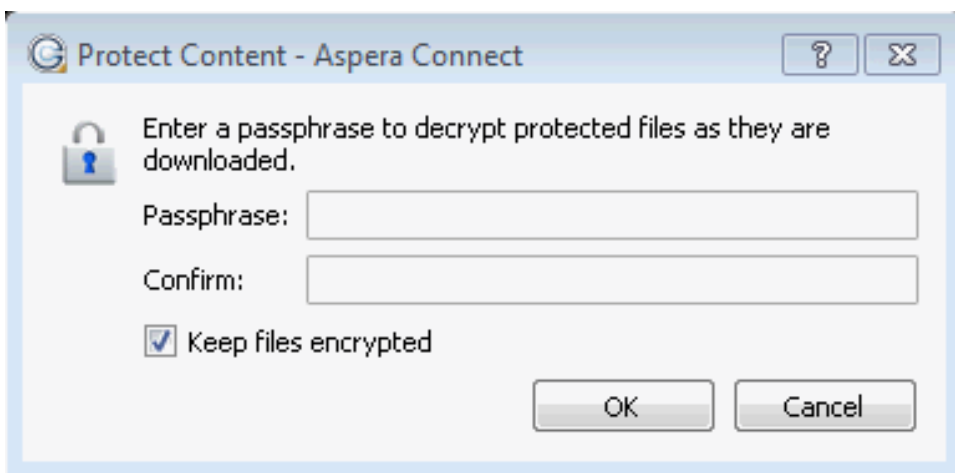 Protect Content - Aspera Connect
?
Enter a passphrase to decrypt protected files as they are
downloaded.
Passphrase:
Confirm:
Keep files encrypted
OK Cancel